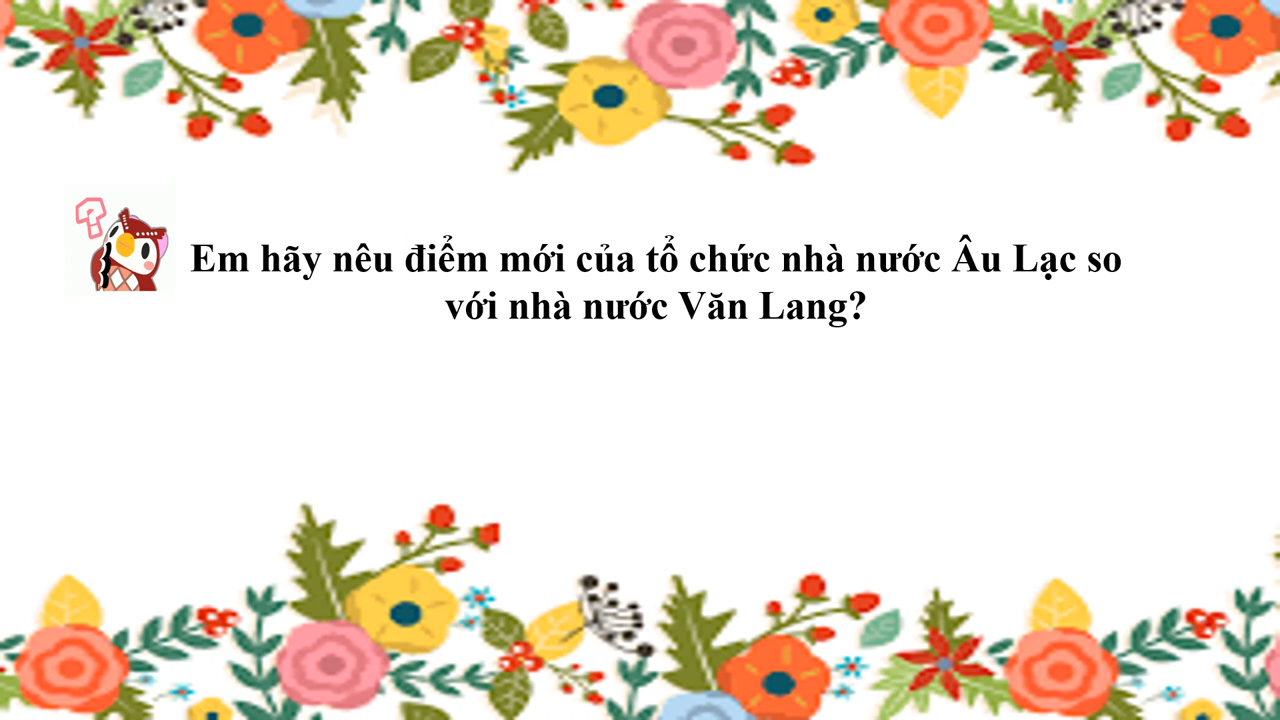 Em hãy nêu điểm mới của tổ chức nhà nước Âu Lạc so
với nhà nước Văn Lang?